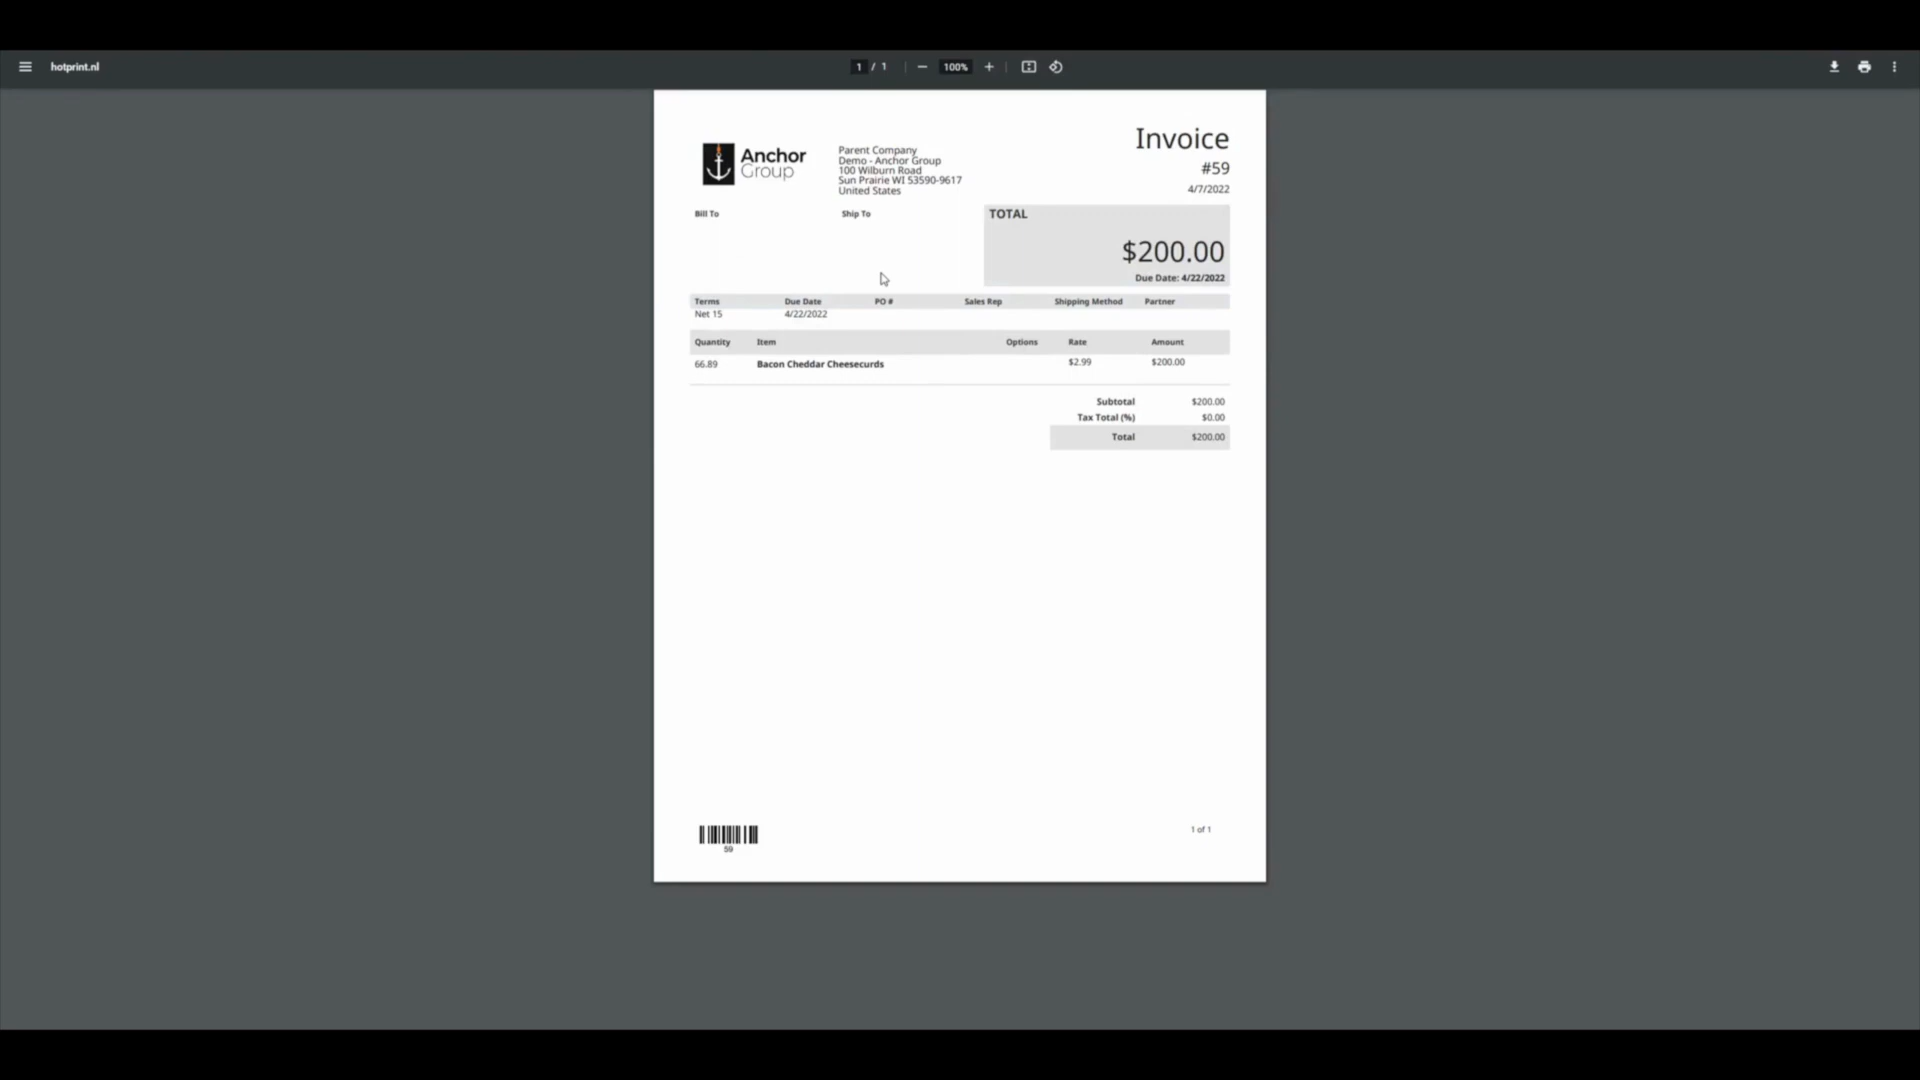 hotprint.nl
1 / 1
100%
Anchor
Group
Parent Company
Demo - Anchor Group
100 Wilburn Road
Sun Prairie WI 53590-9617
United States
Invoice
#59
4/7/2022
Bill To
Ship To
TOTAL
$200.00
Due Date: 4/22/2022
Terms Due Date PO # Sales Rep Shipping Method Partner
Net 15 4/22/2022
Quantity Item Options Rate Amount
66.89 Bacon Cheddar Cheesecurds $2.99 $200.00
Subtotal $200.00
Tax Total (%) $0.00
Total $200.00
59
1 of 1